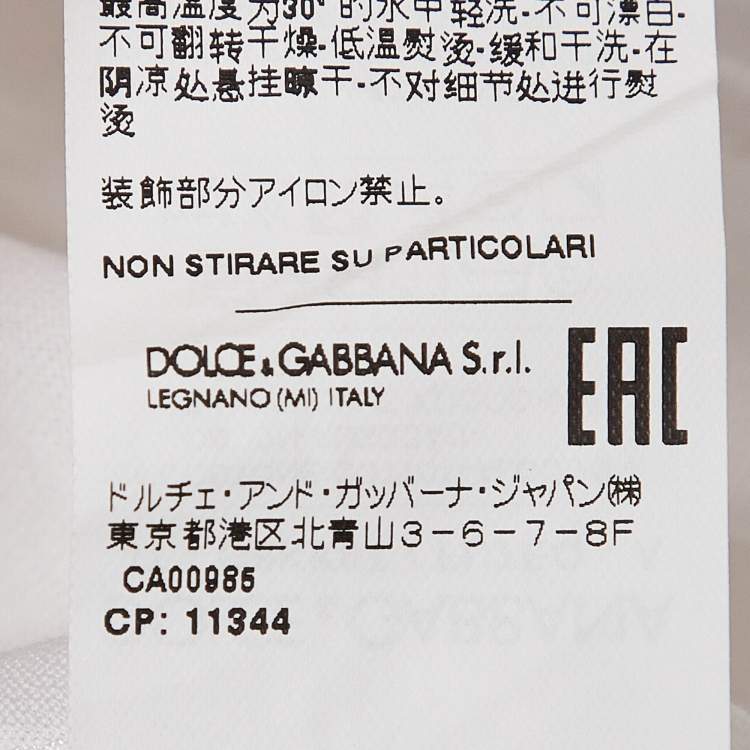 最高温度为30°的水中轻洗-不可漂白-
不可翻转干燥-低温熨烫-缓和干洗-在
阴凉处悬挂晾干-不对细节处进行熨
烫
装飾部分アイロン禁止。
NON STIRARE SU PARTICOLARI
DOLCE & GABBANA S.r.l.
LEGNANO (MI) ITALY
EAC
ドルチェ・アンド・ガッバーナ・ジャパン㈱
東京都港区北青山3-6-7-8F
CA00985
CP: 11344